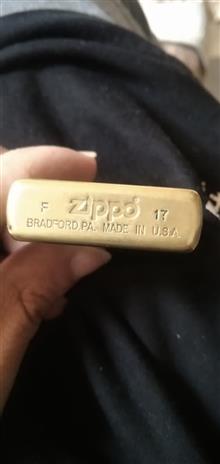 F zippo 17
BRADFORD.PA. MADE IN U.S.A.